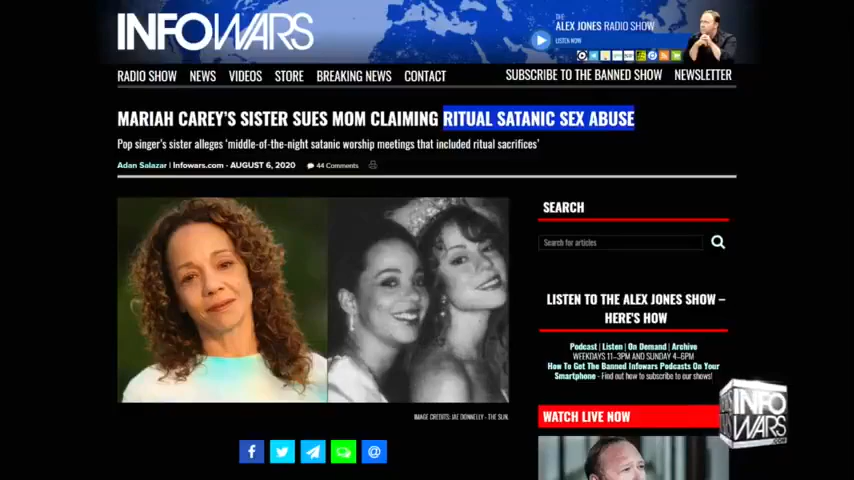 INFOWARS
THE
ALEX JONES RADIO SHOW
LISTEN NOW
RADIO SHOW NEWS VIDEOS STORE BREAKING NEWS CONTACT SUBSCRIBE TO THE BANNED SHOW NEWSLETTER
MARIAH CAREY'S SISTER SUES MOM CLAIMING RITUAL SATANIC SEX ABUSE
Pop singer's sister alleges 'middle-of-the-night satanic worship meetings that included ritual sacrifices'
Adan Salazar | Infowars.com - AUGUST 6, 2020 44 Comments
IMAGE CREDITS: JAE DONNELLY - THE SUN.
SEARCH
Search for articles
LISTEN TO THE ALEX JONES SHOW –
HERE'S HOW
Podcast | Listen | On Demand | Archive
WEEKDAYS 11–3PM AND SUNDAY 4–6PM
How To Get The Banned Infowars Podcasts On Your
Smartphone - Find out how to subscribe to our shows!
WATCH LIVE NOW
INFO
WARS
.COM